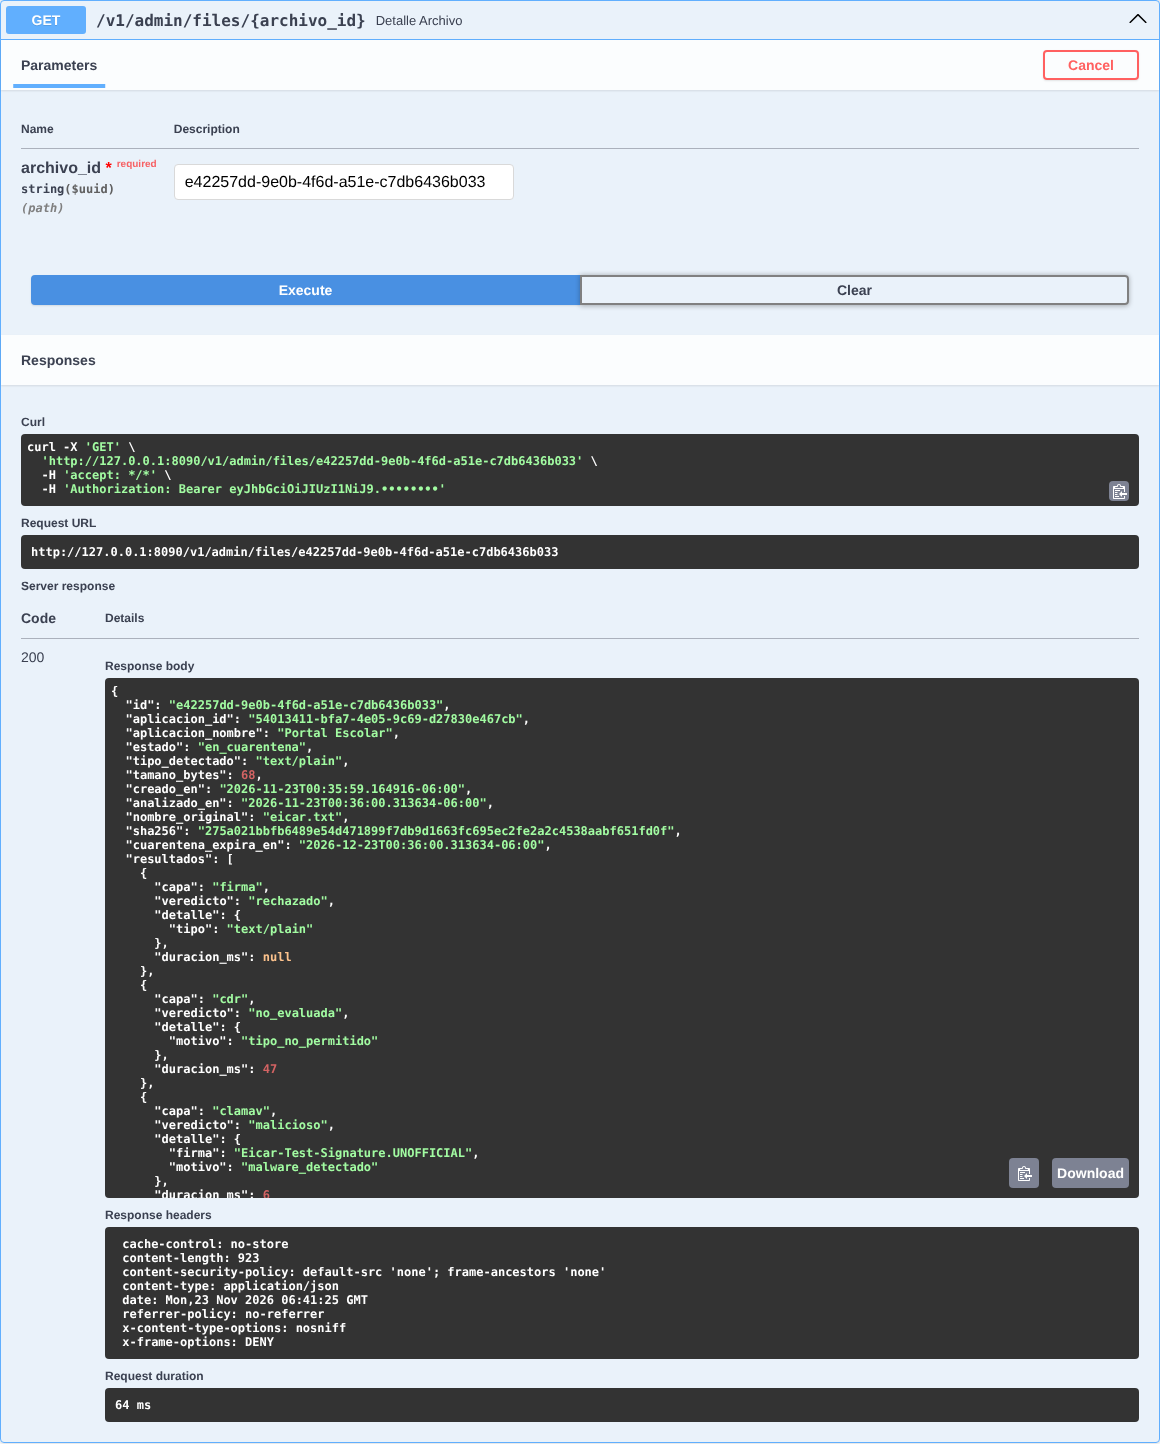 GET /v1/admin/files/{archivo_id} Detalle Archivo
Parameters
Cancel
Name Description
archivo_id * required
string($uuid)
(path)
e42257dd-9e0b-4f6d-a51e-c7db6436b033
Execute Clear
Responses
Curl
curl -X 'GET' \
'http://127.0.0.1:8090/v1/admin/files/e42257dd-9e0b-4f6d-a51e-c7db6436b033' \
-H 'accept: */*' \
-H 'Authorization: Bearer eyJhbGciOiJIUzI1NiJ9.••••••••'
Request URL
http://127.0.0.1:8090/v1/admin/files/e42257dd-9e0b-4f6d-a51e-c7db6436b033
Server response
Code Details
200
Response body
{
"id": "e42257dd-9e0b-4f6d-a51e-c7db6436b033",
"aplicacion_id": "54013411-bfa7-4e05-9c69-d27830e467cb",
"aplicacion_nombre": "Portal Escolar",
"estado": "en_cuarentena",
"tipo_detectado": "text/plain",
"tamano_bytes": 68,
"creado_en": "2026-11-23T00:35:59.164916-06:00",
"analizado_en": "2026-11-23T00:36:00.313634-06:00",
"nombre_original": "eicar.txt",
"sha256": "275a021bbfb6489e54d471899f7db9d1663fc695ec2fe2a2c4538aabf651fd0f",
"cuarentena_expira_en": "2026-12-23T00:36:00.313634-06:00",
"resultados": [
{
"capa": "firma",
"veredicto": "rechazado",
"detalle": {
"tipo": "text/plain"
},
"duracion_ms": null
},
{
"capa": "cdr",
"veredicto": "no_evaluada",
"detalle": {
"motivo": "tipo_no_permitido"
},
"duracion_ms": 47
},
{
"capa": "clamav",
"veredicto": "malicioso",
"detalle": {
"firma": "Eicar-Test-Signature.UNOFFICIAL",
"motivo": "malware_detectado"
},
"duracion_ms": 6
Download
Response headers
cache-control: no-store
content-length: 923
content-security-policy: default-src 'none'; frame-ancestors 'none'
content-type: application/json
date: Mon,23 Nov 2026 06:41:25 GMT
referrer-policy: no-referrer
x-content-type-options: nosniff
x-frame-options: DENY
Request duration
64 ms